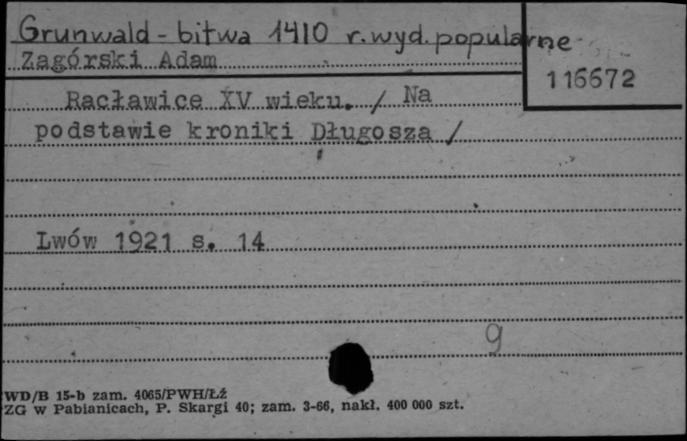 Grunwald - bitwa 1410 r. wyd. popularne
Zagórski Adam
116672
Racławice XV wieku. / Na
podstawie kroniki Długosza /
Lwów 1921 s. 14
9
WD/B 15-b zam. 4065/PWH/Łż
ZG w Pabianicach, P. Skargi 40; zam. 3-66, nakł. 400 000 szt.